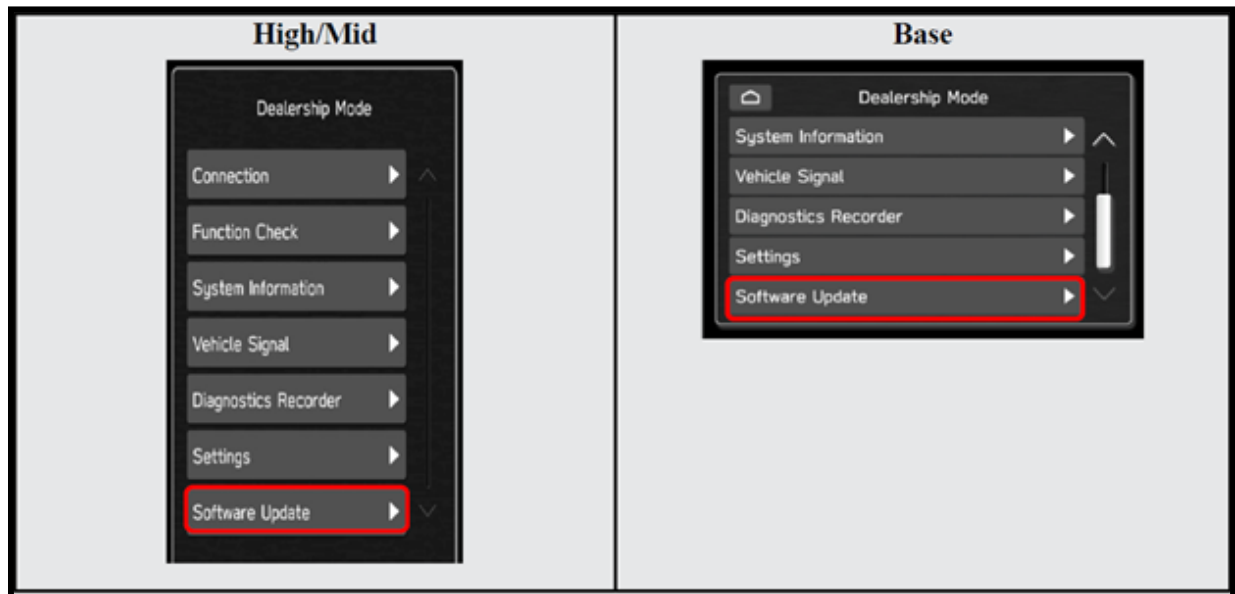 High/Mid
Dealership Mode
Connection
Function Check
System Information
Vehicle Signal
Diagnostics Recorder
Settings
Software Update
Base
Dealership Mode
System Information
Vehicle Signal
Diagnostics Recorder
Settings
Software Update